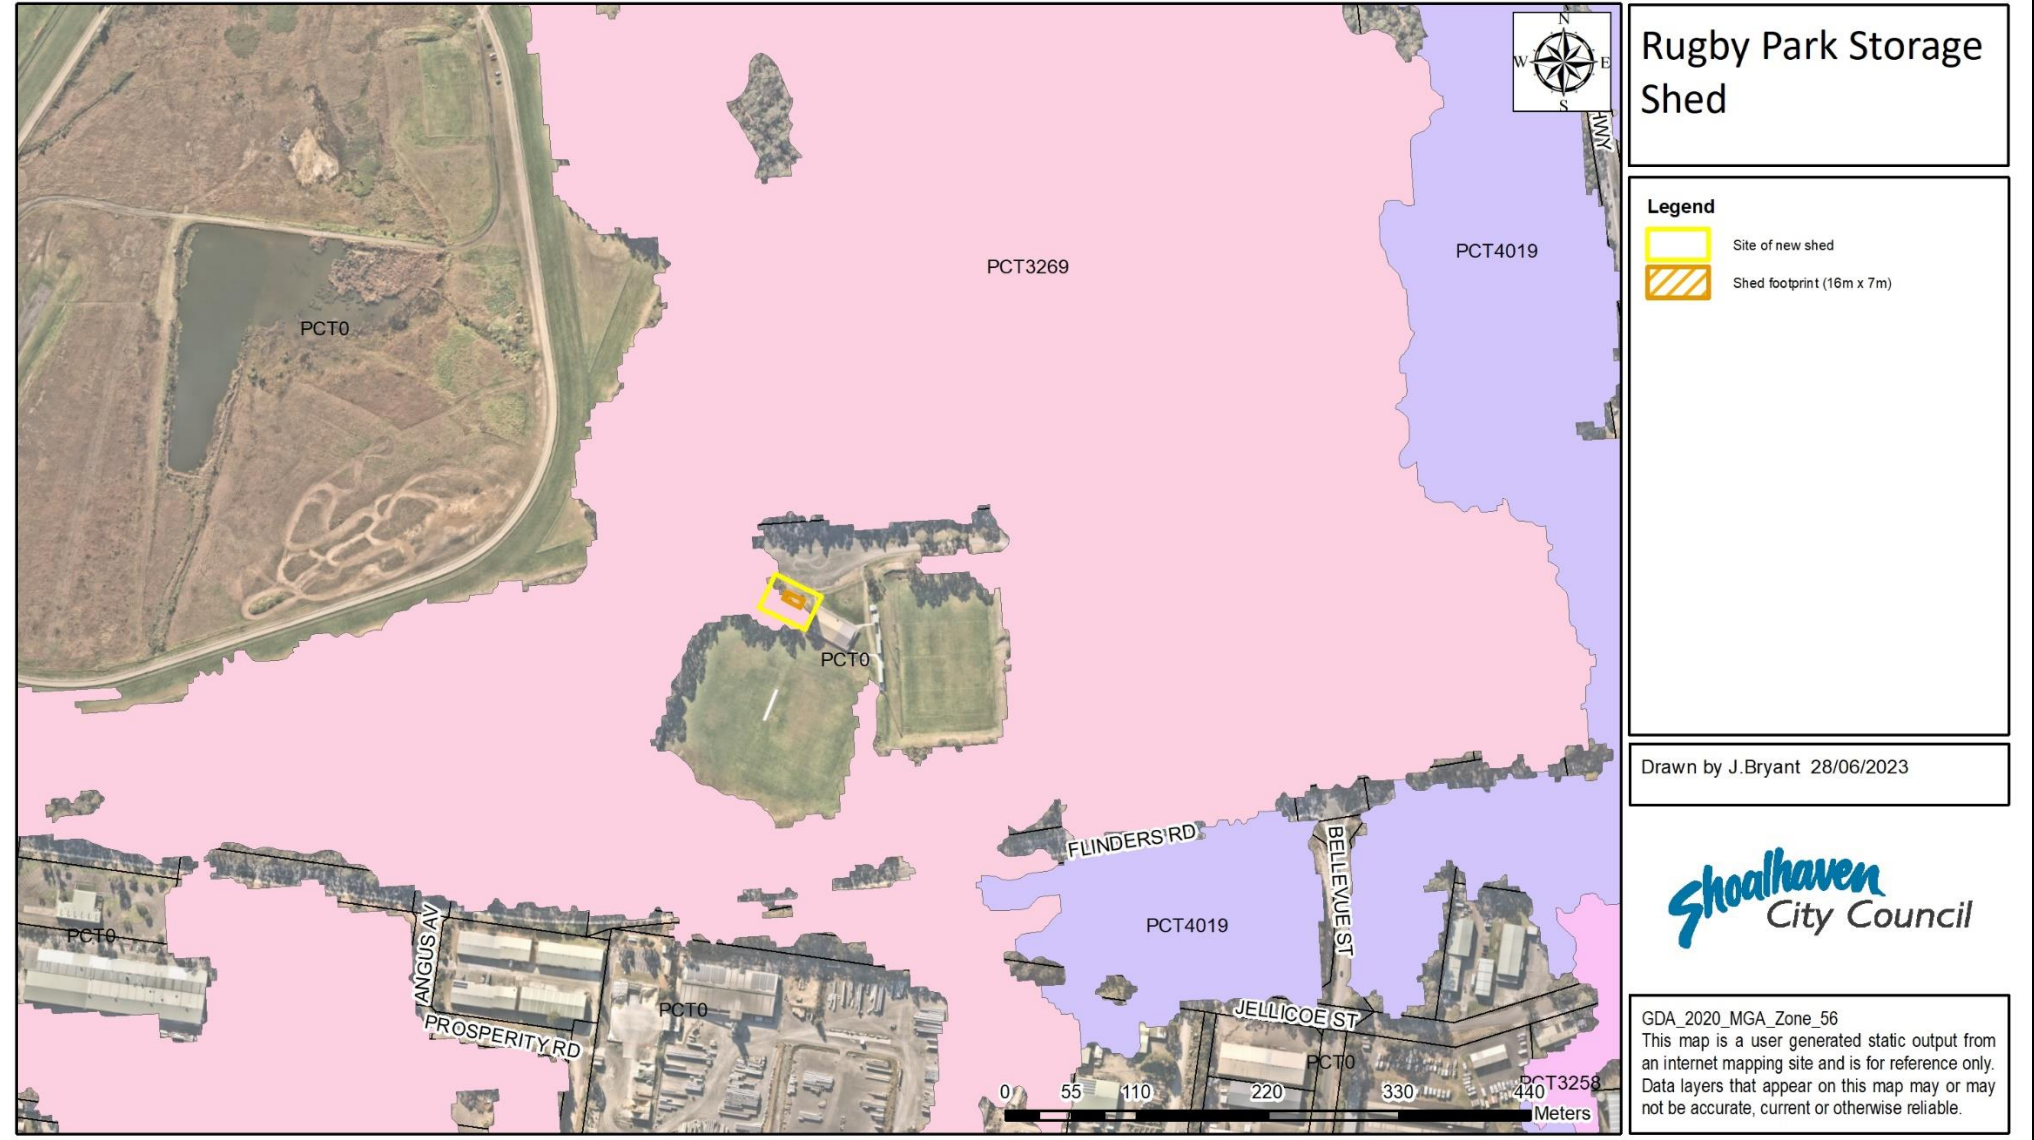 Rugby Park Storage
Shed
Legend
Site of new shed
Shed footprint (16m x 7m)
Drawn by J.Bryant 28/06/2023
Shoalhaven
City Council
GDA_2020_MGA_Zone_56
This map is a user generated static output from
an internet mapping site and is for reference only.
Data layers that appear on this map may or may
not be accurate, current or otherwise reliable.
N
W E
S
HWY
PCT4019
PCT3269
PCT0
PCT0
FLINDERS RD
BELLEVUE ST
PCT4019
PCT0
ANGUS AV
PCT0
PROSPERITY RD
JELLICOE ST
PCT0
PCT3258
0 55 110 220 330 440
Meters